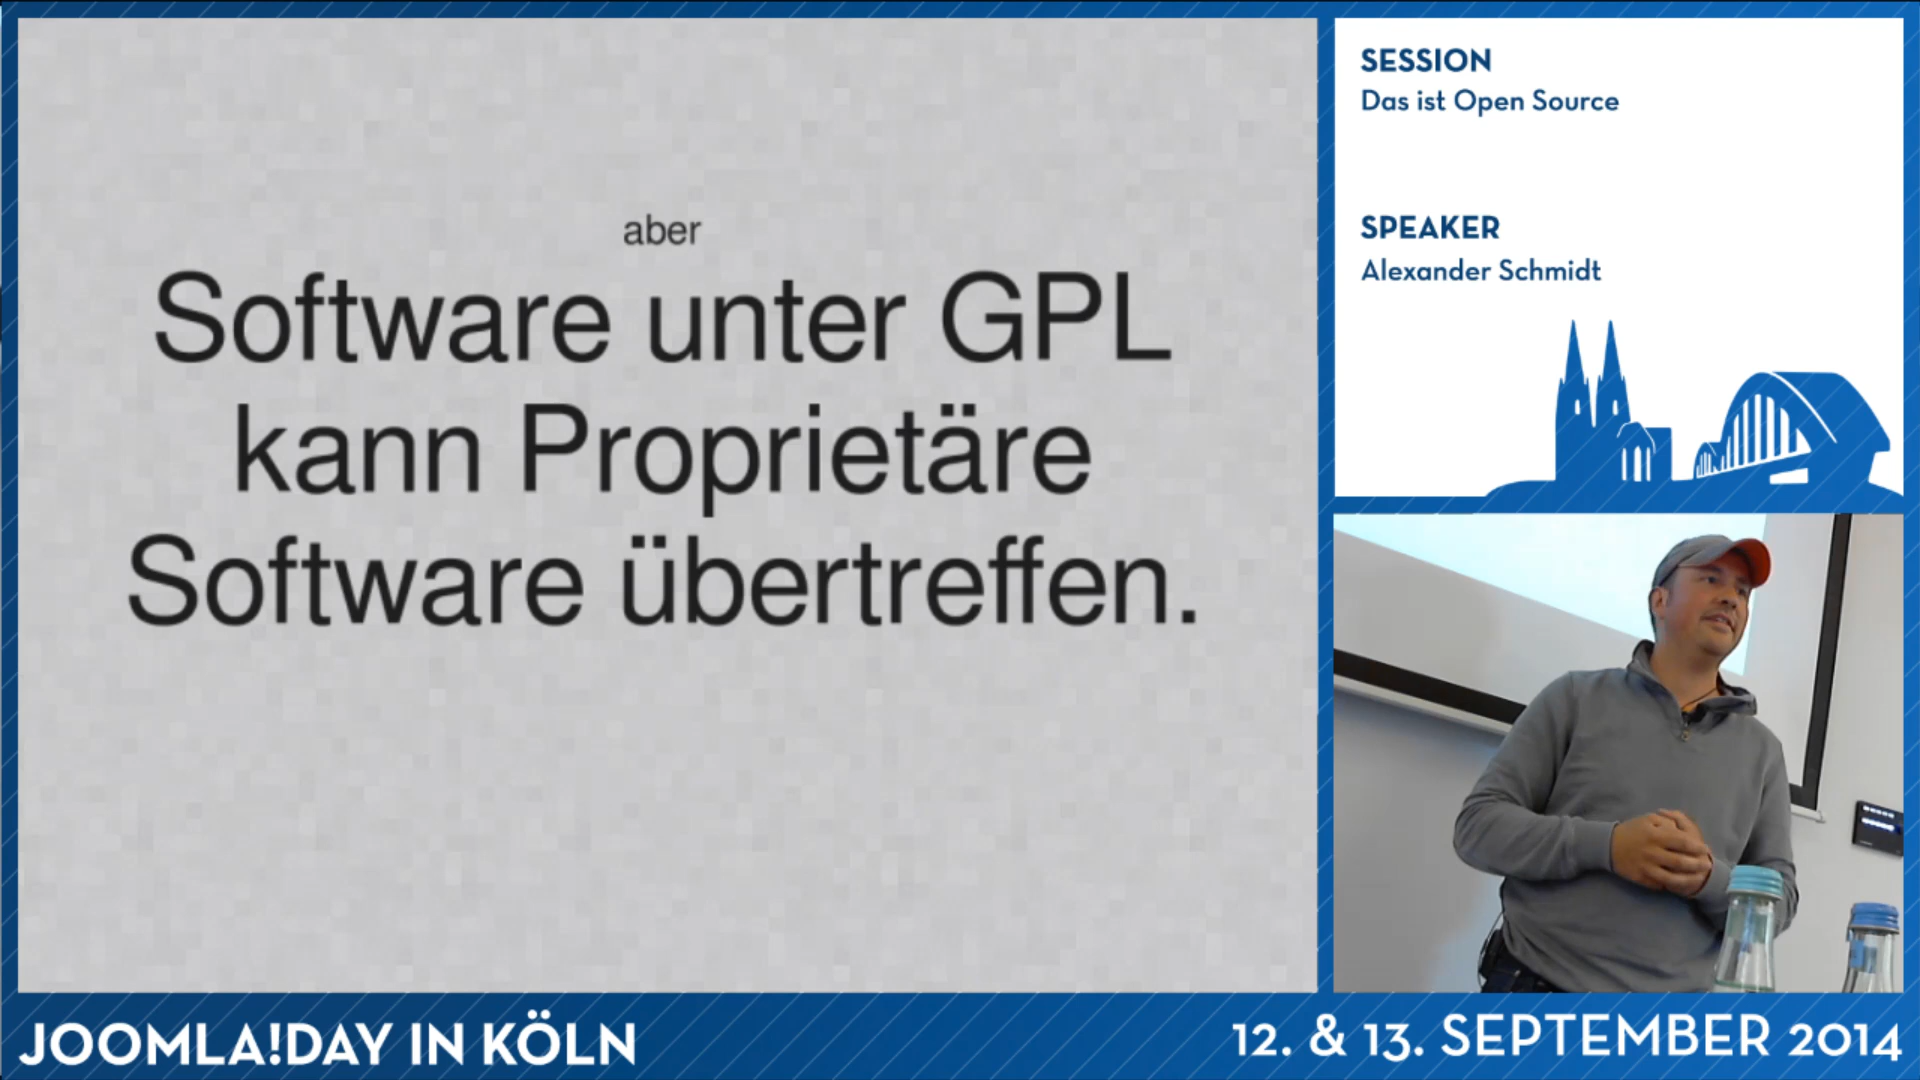 aber
Software unter GPL
kann Proprietäre
Software übertreffen.
SESSION
Das ist Open Source
SPEAKER
Alexander Schmidt
JOOMLA!DAY IN KÖLN
12. & 13. SEPTEMBER 2014